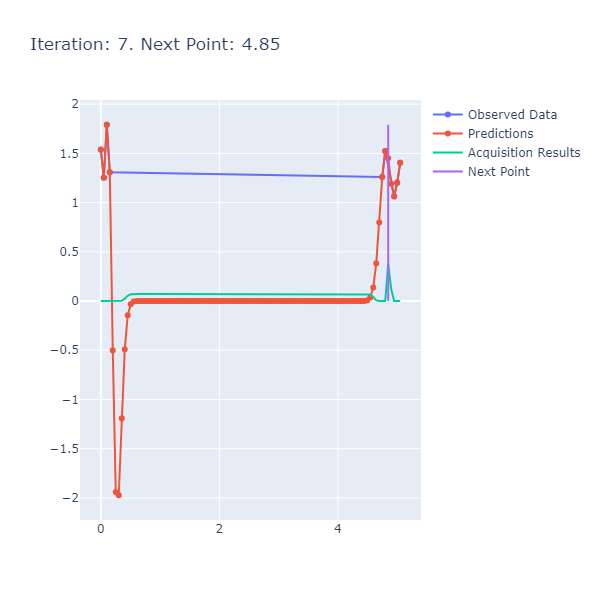 Iteration: 7. Next Point: 4.85
Observed Data
Predictions
Acquisition Results
Next Point
2
1.5
1
0.5
0
−0.5
−1
−1.5
−2
0
2
4